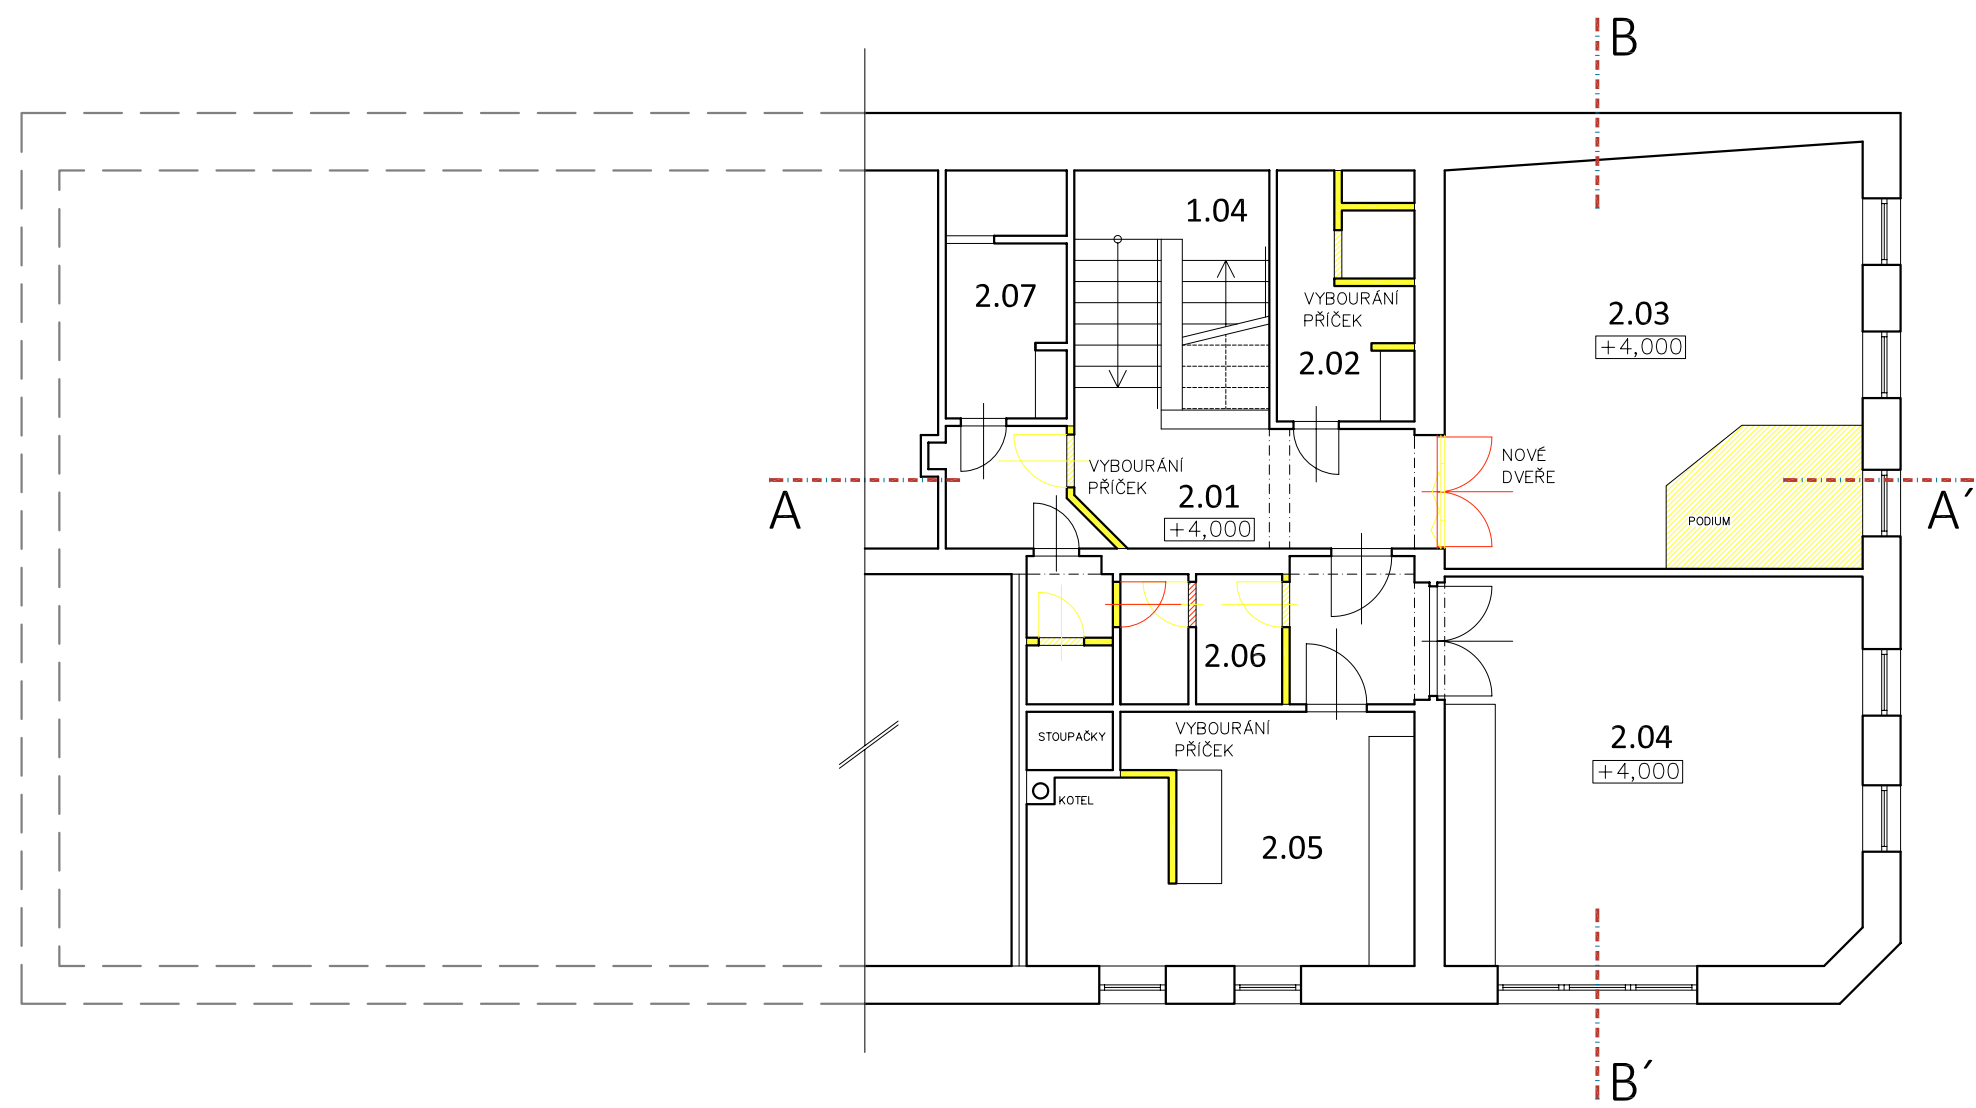 B
1.04
2.07
VYBOURÁNÍ
PŘÍČEK
2.03
+4,000
2.02
VYBOURÁNÍ
PŘÍČEK
NOVÉ
DVEŘE
2.01
+4,000
A
A´
PODIUM
2.06
VYBOURÁNÍ
PŘÍČEK
STOUPAČKY
2.04
+4,000
KOTEL
2.05
B´